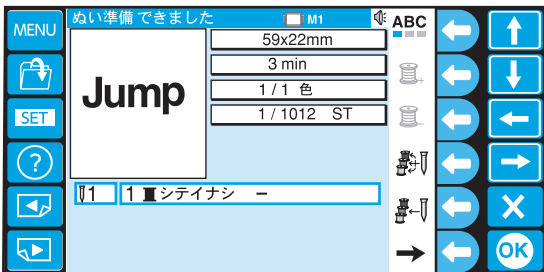 MENU
ぬい準備 できました
M1
ABC
59x22mm
3 min
1/1 色
1/1012 ST
Jump
SET
?
1
1 シテイナシ －
X
OK